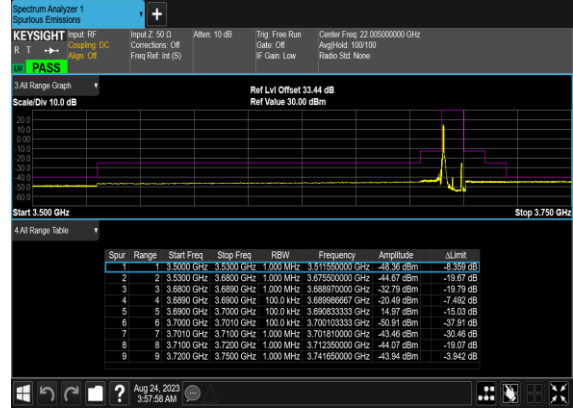 Spectrum Analyzer 1
Spurious Emissions
KEYSIGHT Input: RF Input Z: 50 Ω Atten: 10 dB Trig: Free Run Center Freq: 22.005000000 GHz
R T Coupling: DC Corrections: Off Gate: Off Avg|Hold: 100/100
Align: Off Freq Ref: Int (S) IF Gain: Low Radio Std: None
PASS
3 All Range Graph
Ref Lvl Offset 33.44 dB
Scale/Div 10.0 dB Ref Value 30.00 dBm
20.0
10.0
0.00
-10.0
-20.0
-30.0
-40.0
-50.0
-60.0
Start 3.500 GHz Stop 3.750 GHz
4 All Range Table
Spur Range Start Freq Stop Freq RBW Frequency Amplitude ΔLimit
1 1 3.5000 GHz 3.5300 GHz 1.000 MHz 3.511550000 GHz -48.36 dBm -8.359 dB
2 2 3.5300 GHz 3.6800 GHz 1.000 MHz 3.675500000 GHz -44.67 dBm -19.67 dB
3 3 3.6800 GHz 3.6890 GHz 1.000 MHz 3.688970000 GHz -32.79 dBm -19.79 dB
4 4 3.6890 GHz 3.6900 GHz 100.0 kHz 3.689986667 GHz -20.49 dBm -7.492 dB
5 5 3.6900 GHz 3.7000 GHz 100.0 kHz 3.690833333 GHz 14.97 dBm -15.03 dB
6 6 3.7000 GHz 3.7010 GHz 100.0 kHz 3.700103333 GHz -50.91 dBm -37.91 dB
7 7 3.7010 GHz 3.7100 GHz 1.000 MHz 3.701810000 GHz -43.46 dBm -30.46 dB
8 8 3.7100 GHz 3.7200 GHz 1.000 MHz 3.712350000 GHz -44.07 dBm -19.07 dB
9 9 3.7200 GHz 3.7500 GHz 1.000 MHz 3.741650000 GHz -43.94 dBm -3.942 dB
? Aug 24, 2023
3:57:58 AM